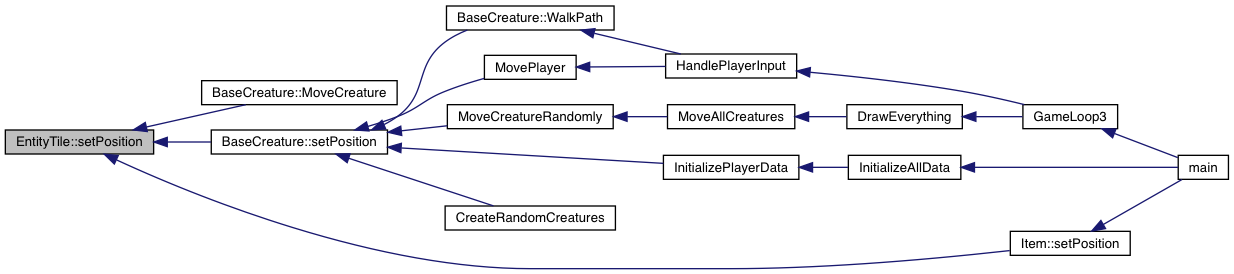 BaseCreature::WalkPath
MovePlayer
HandlePlayerInput
BaseCreature::MoveCreature
MoveCreatureRandomly
MoveAllCreatures
DrawEverything
GameLoop3
EntityTile::setPosition
BaseCreature::setPosition
InitializePlayerData
InitializeAllData
main
CreateRandomCreatures
Item::setPosition